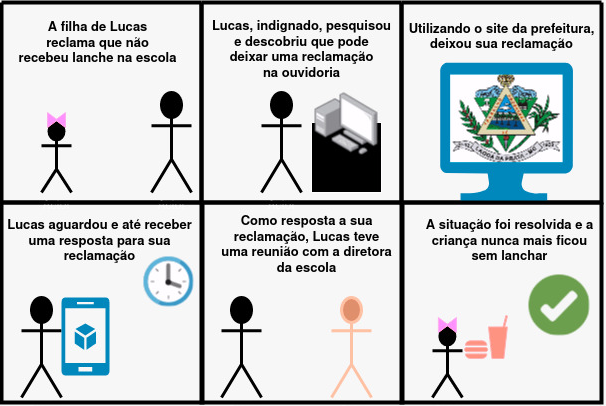 A filha de Lucas
reclama que não
recebeu lanche na escola
Lucas, indignado, pesquisou
e descobriu que pode
deixar uma reclamação
na ouvidoria
Utilizando o site da prefeitura,
deixou sua reclamação
Lucas aguardou e até receber
uma resposta para sua
reclamação
Como resposta a sua
reclamação, Lucas teve
uma reunião com a diretora
da escola
A situação foi resolvida e a
criança nunca mais ficou
sem lanchar